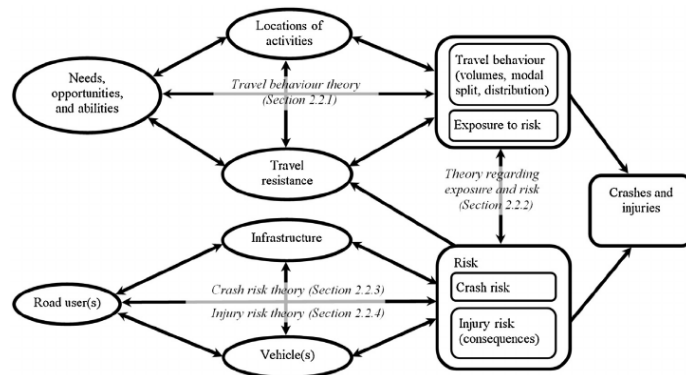 Locations of
activities
Needs,
opportunities,
and abilities
Travel behaviour theory
(Section 2.2.1)
Travel behaviour
(volumes, modal
split, distribution)
Exposure to risk
Travel
resistance
Theory regarding
exposure and risk
(Section 2.2.2)
Crashes and
injuries
Infrastructure
Road user(s)
Crash risk theory (Section 2.2.3)
Injury risk theory (Section 2.2.4)
Vehicle(s)
Risk
Crash risk
Injury risk
(consequences)